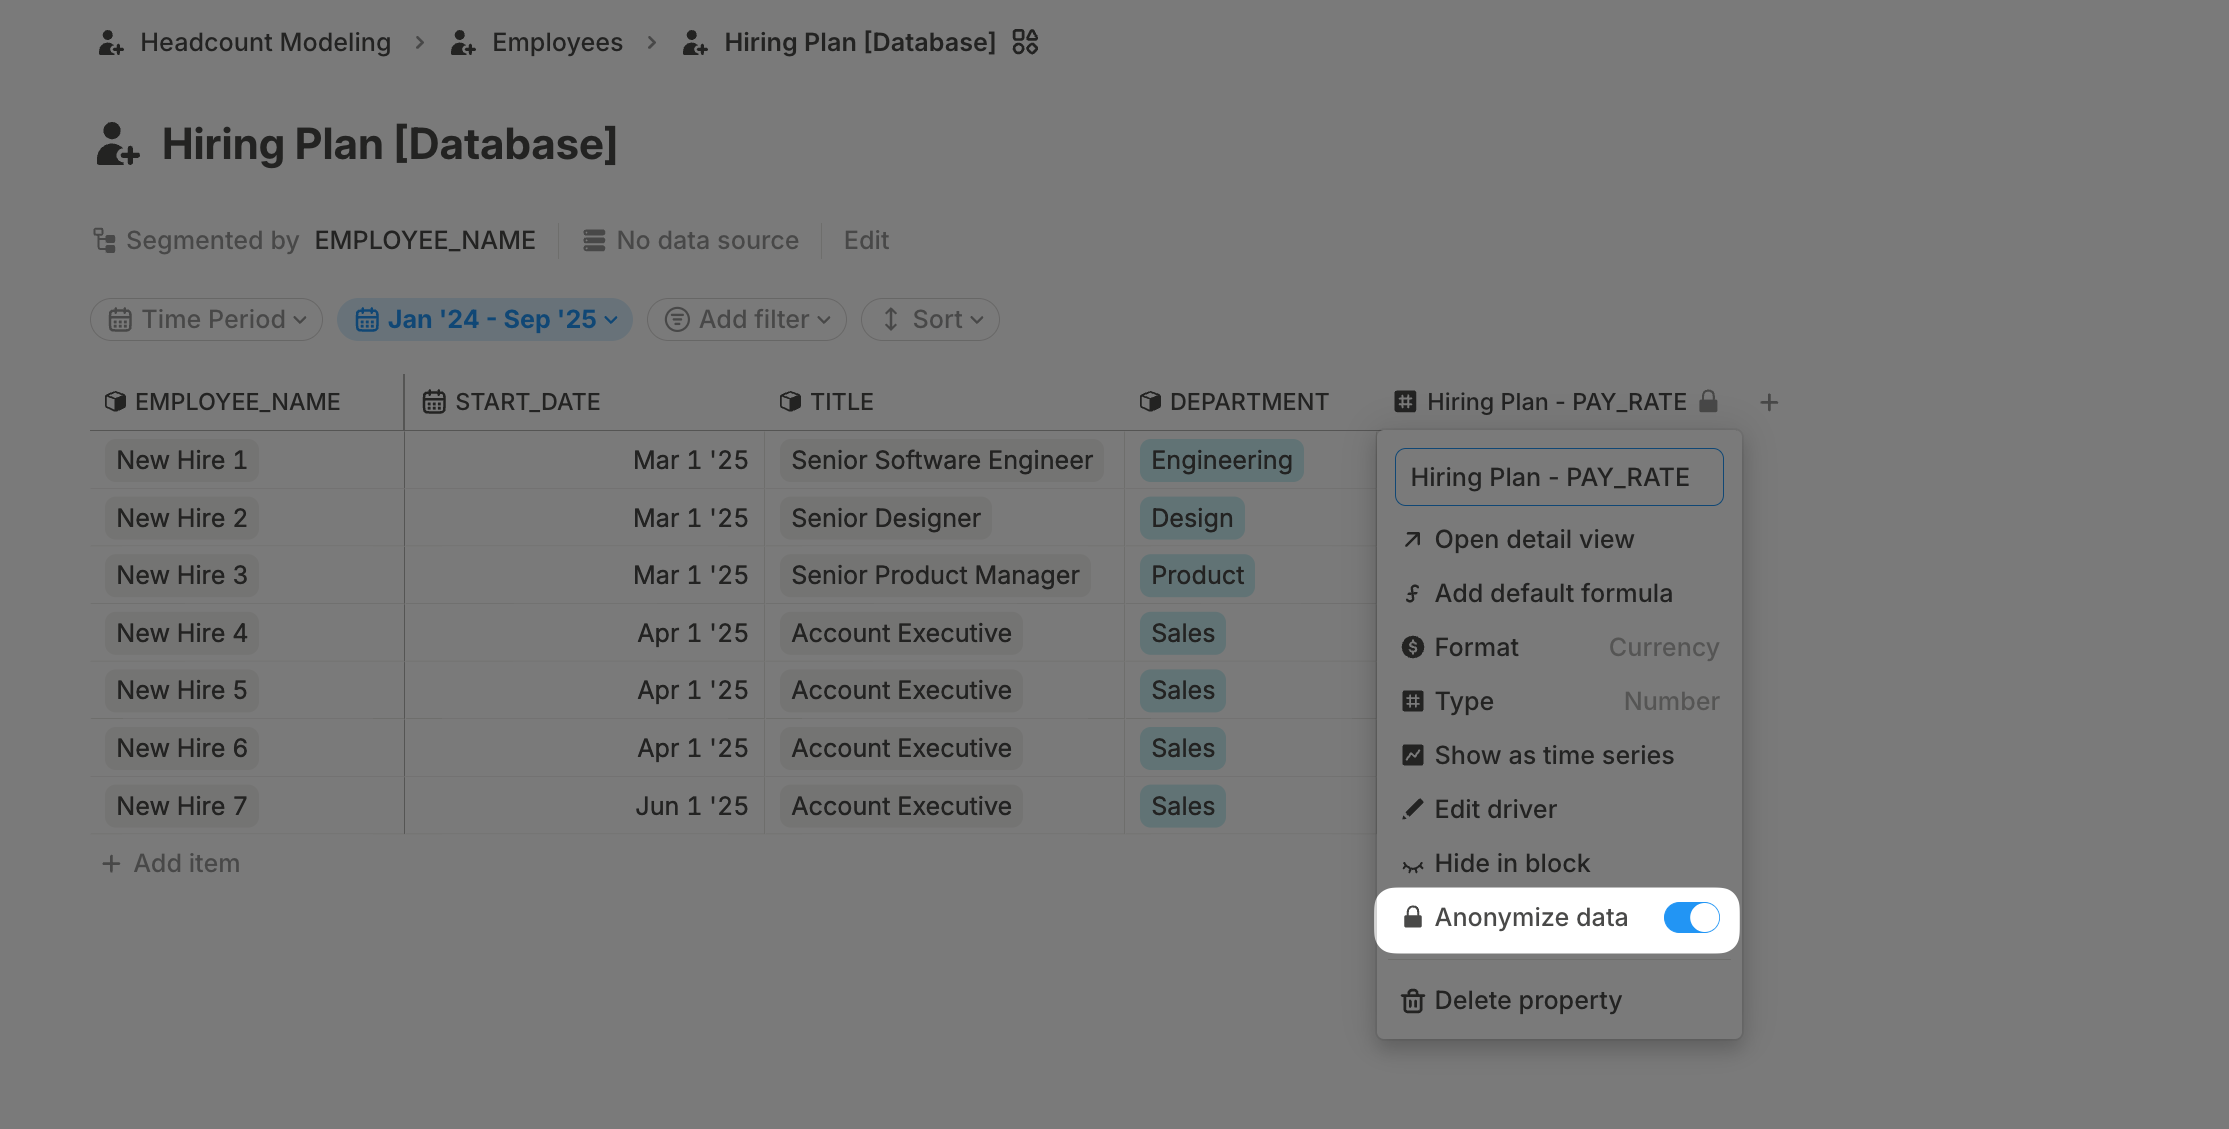 Headcount Modeling > Employees > Hiring Plan [Database]
Hiring Plan [Database]
Segmented by EMPLOYEE_NAME No data source Edit
Time Period Jan '24 - Sep '25 Add filter Sort
EMPLOYEE_NAME START_DATE TITLE DEPARTMENT Hiring Plan - PAY_RATE +
New Hire 1 Mar 1 '25 Senior Software Engineer Engineering
New Hire 2 Mar 1 '25 Senior Designer Design
New Hire 3 Mar 1 '25 Senior Product Manager Product
New Hire 4 Apr 1 '25 Account Executive Sales
New Hire 5 Apr 1 '25 Account Executive Sales
New Hire 6 Apr 1 '25 Account Executive Sales
New Hire 7 Jun 1 '25 Account Executive Sales
+ Add item
Hiring Plan - PAY_RATE
Open detail view
Add default formula
Format Currency
Type Number
Show as time series
Edit driver
Hide in block
Anonymize data
Delete property